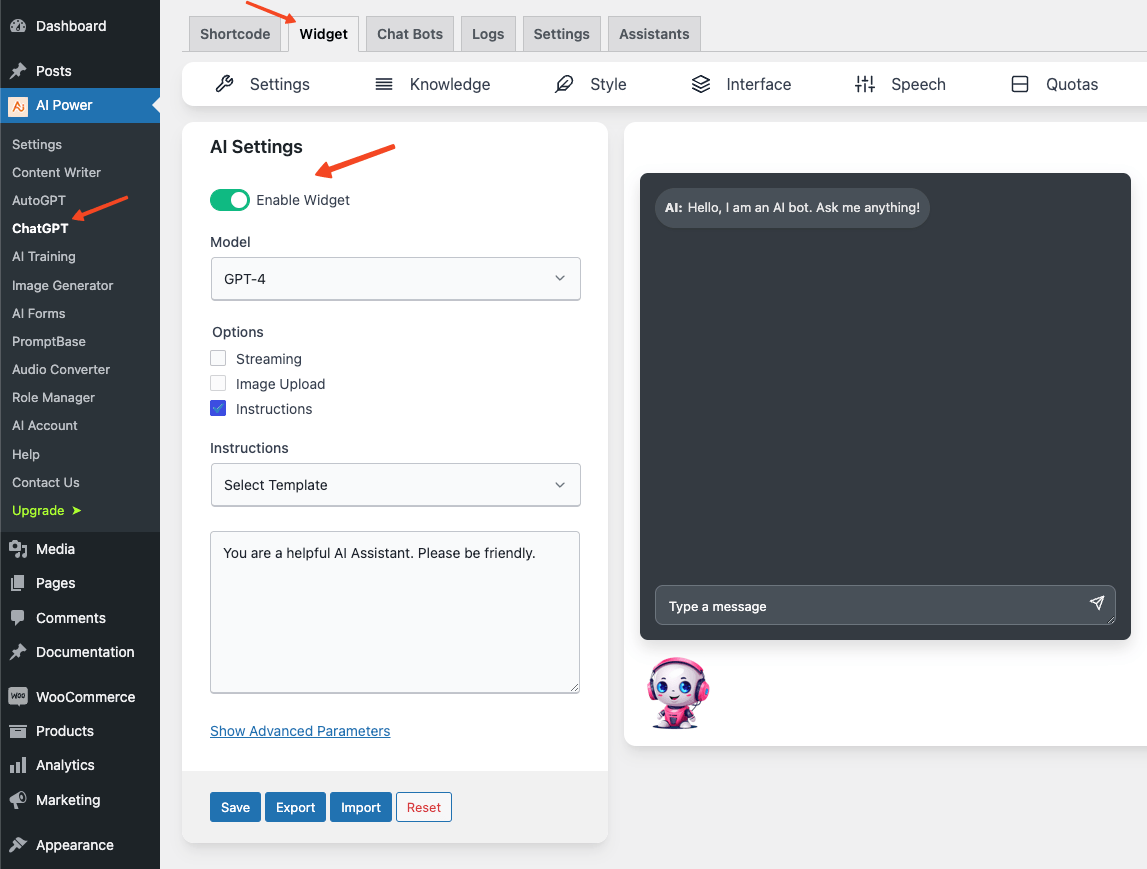 Dashboard
Posts
AI Power
Settings
Content Writer
AutoGPT
ChatGPT
AI Training
Image Generator
AI Forms
PromptBase
Audio Converter
Role Manager
AI Account
Help
Contact Us
Upgrade ➤
Media
Pages
Comments
Documentation
WOO WooCommerce
Products
Analytics
Marketing
Appearance
Shortcode Widget Chat Bots Logs Settings Assistants
Settings Knowledge Style Interface Speech Quotas
AI Settings
Enable Widget
Model
GPT-4
Options
Streaming
Image Upload
Instructions
Instructions
Select Template
You are a helpful AI Assistant. Please be friendly.
Show Advanced Parameters
Save Export Import Reset
AI: Hello, I am an AI bot. Ask me anything!
Type a message